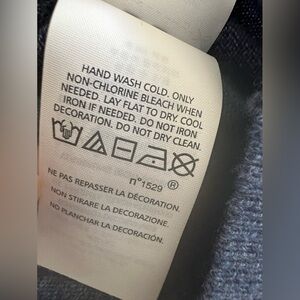 HAND WASH COLD. ONLY
NON-CHLORINE BLEACH WHEN
NEEDED. LAY FLAT TO DRY. COOL
IRON IF NEEDED. DO NOT IRON
DECORATION. DO NOT DRY CLEAN.
n°1529 ®
NE PAS REPASSER LA DÉCORATION.
NON STIRARE LA DECORAZIONE.
NO PLANCHAR LA DECORACIÓN.